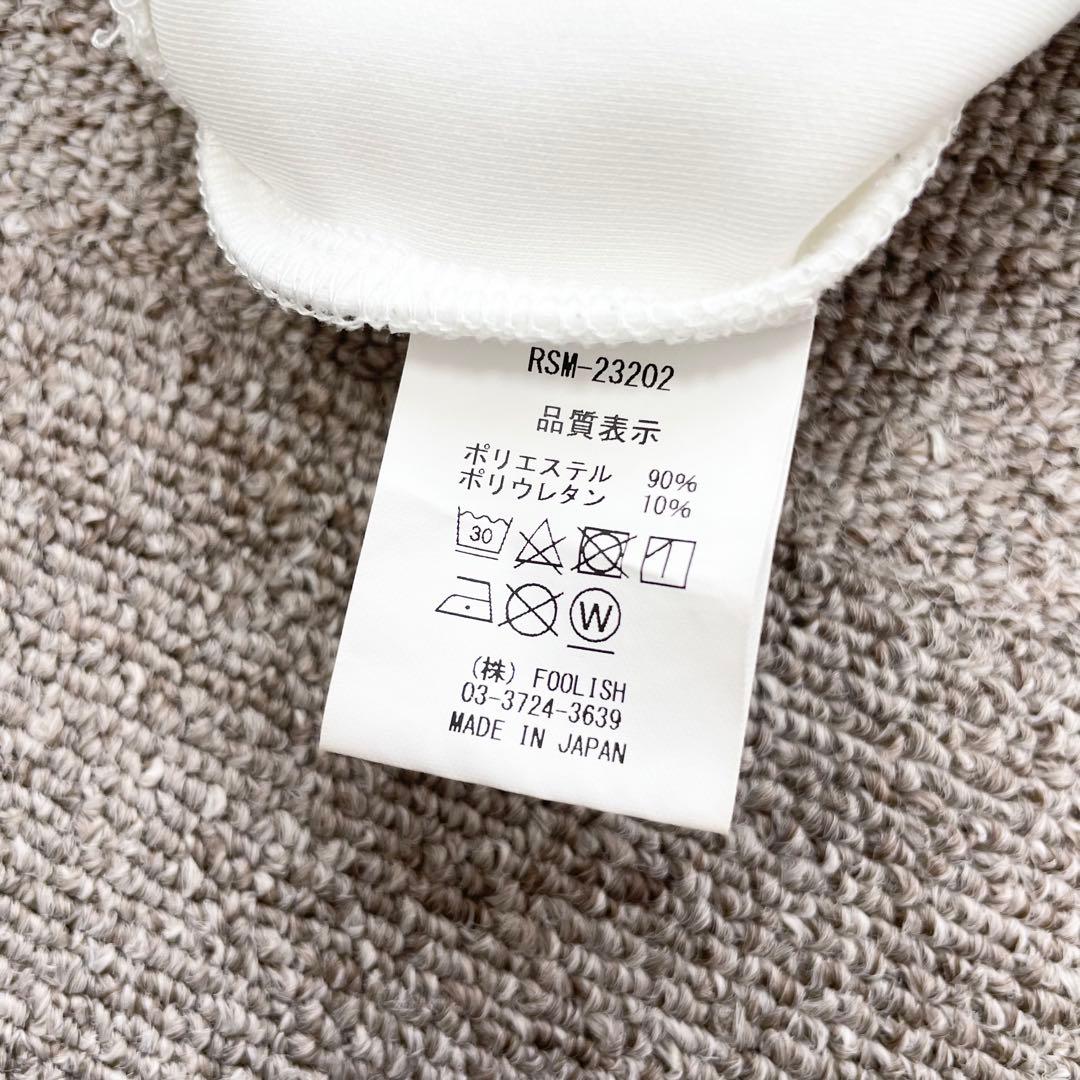 RSM-23202
品質表示
ポリエステル 90%
ポリウレタン 10%
30
W
(株) FOOLISH
03-3724-3639
MADE IN JAPAN